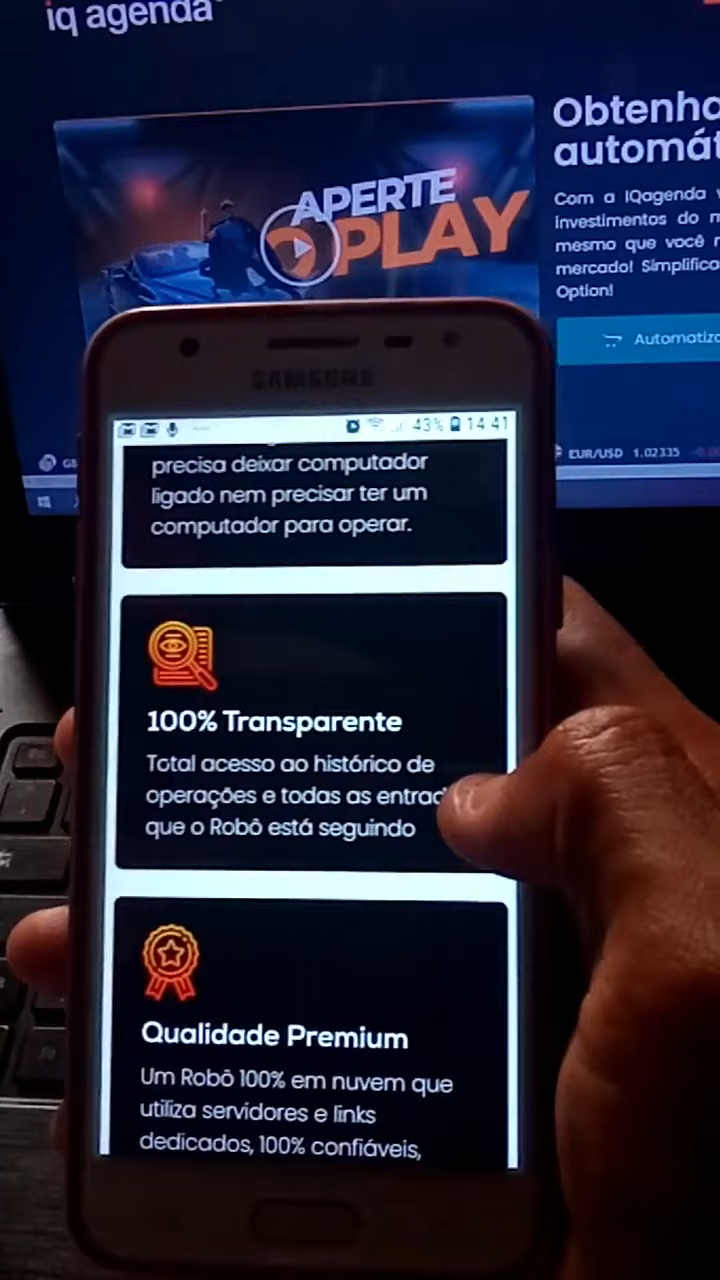 iq agenda
APERTE
PLAY
Obtenha
automát
Com a IQagenda
investimentos do
mesmo que você
mercado! Simplifica
Option!
Automatiz
EUR/USD 1.02335
SAMSUNG
43% 14:41
precisa deixar computador
ligado nem precisar ter um
computador para operar.
100% Transparente
Total acesso ao histórico de
operações e todas as entrad
que o Robô está seguindo
Qualidade Premium
Um Robô 100% em nuvem que
utiliza servidores e links
dedicados, 100% confiáveis,